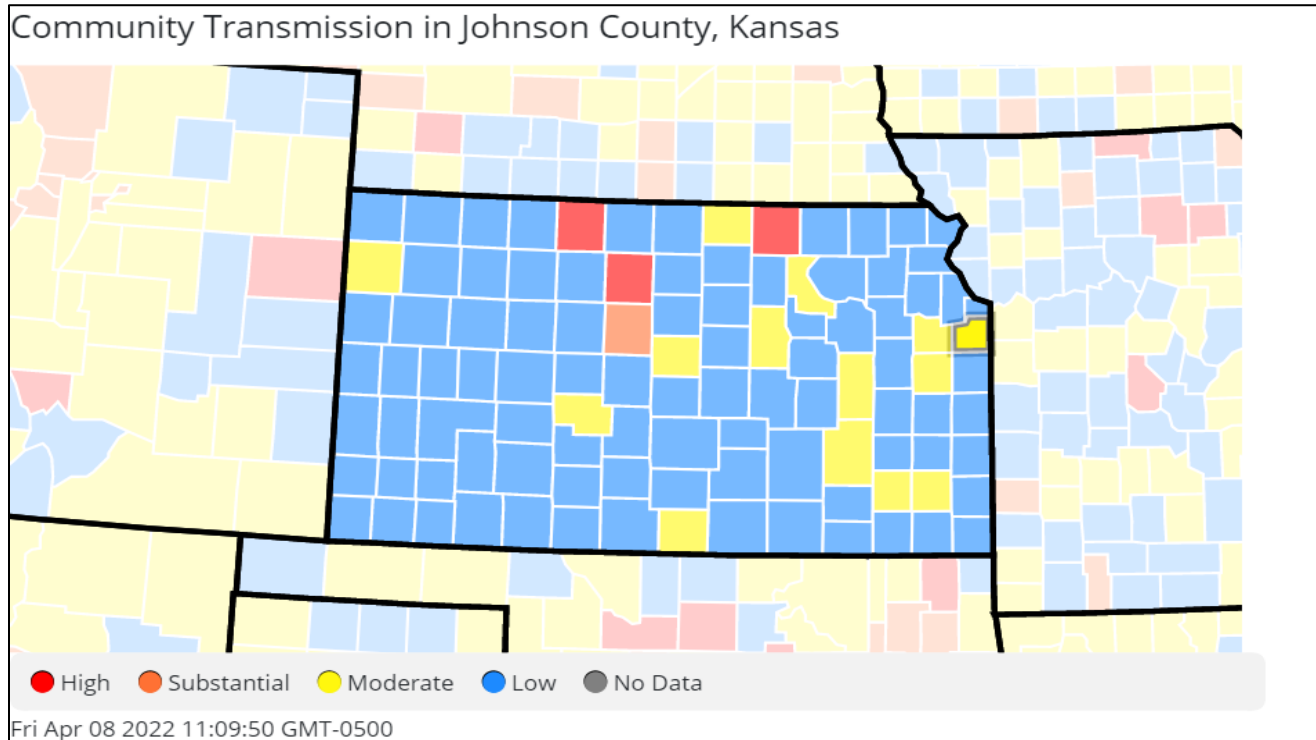 Community Transmission in Johnson County, Kansas
High Substantial Moderate Low No Data
Fri Apr 08 2022 11:09:50 GMT-0500